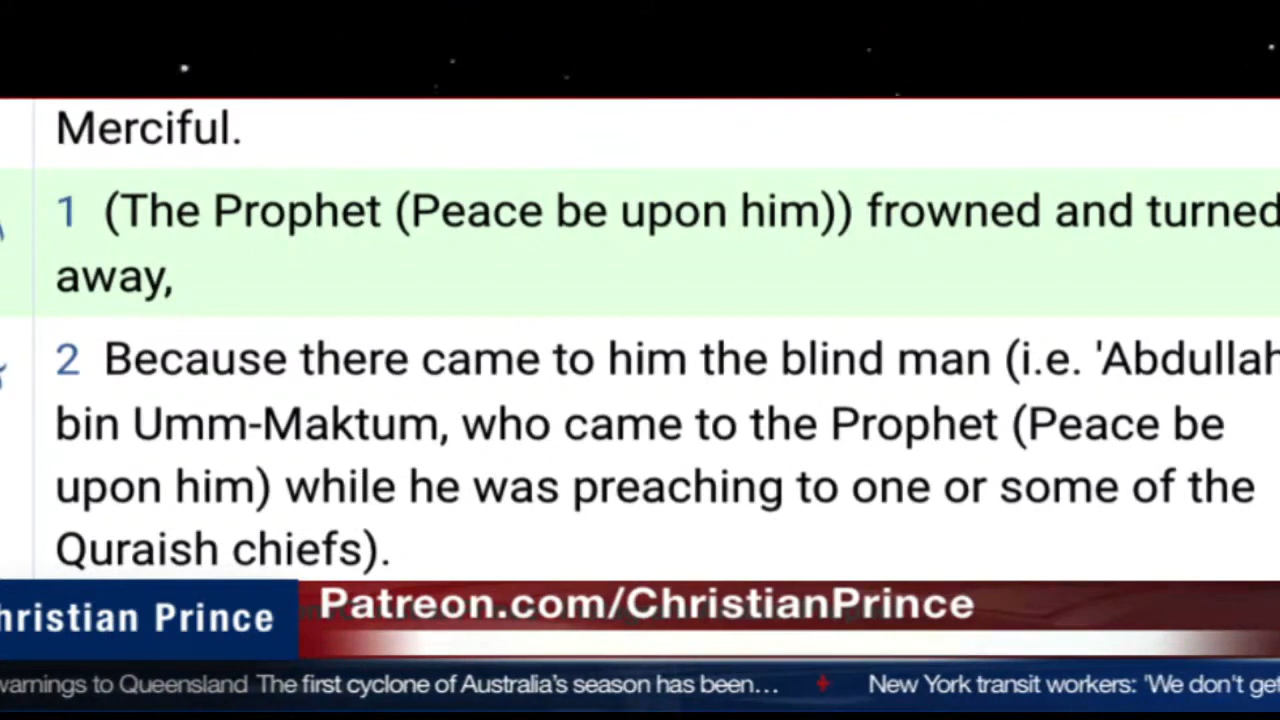 Merciful.
1 (The Prophet (Peace be upon him)) frowned and turned
away,
2 Because there came to him the blind man (i.e. 'Abdullah
bin Umm-Maktum, who came to the Prophet (Peace be
upon him) while he was preaching to one or some of the
Quraish chiefs).
hristian Prince
Patreon.com/ChristianPrince
warnings to Queensland The first cyclone of Australia's season has been... New York transit workers: 'We don't get